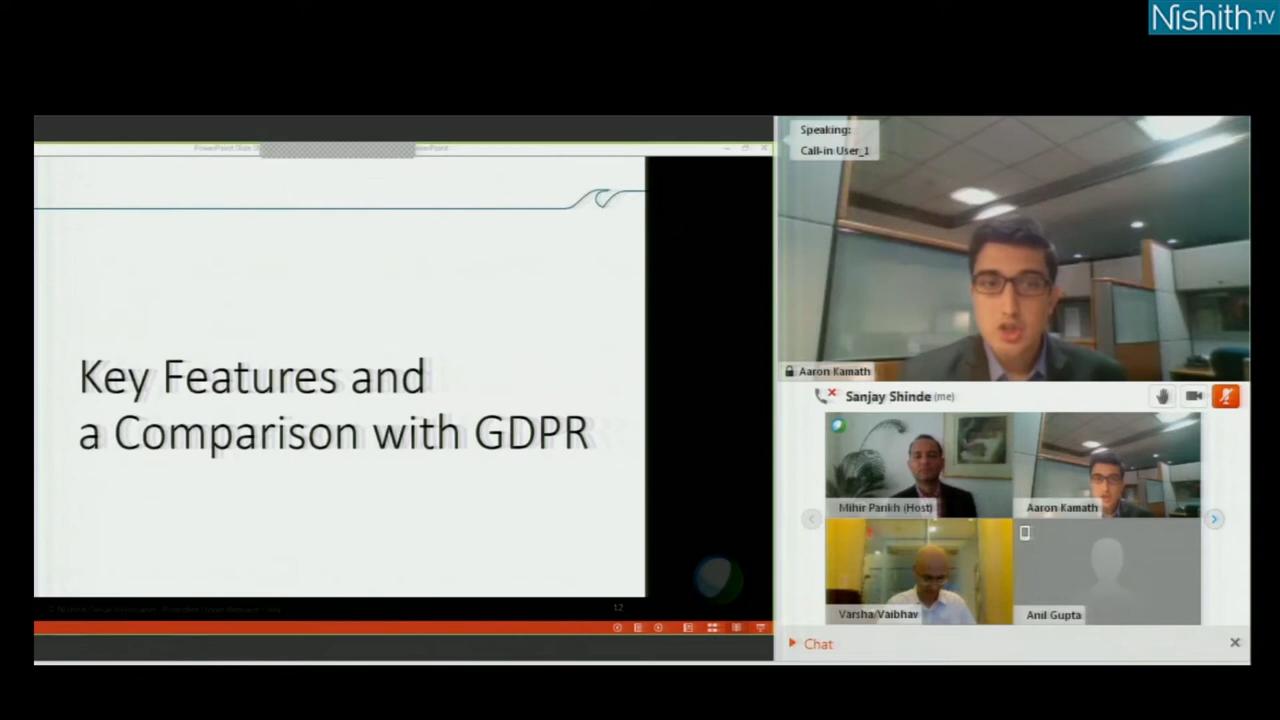 Nishith.TV
Speaking:
Call-in User_1
Key Features and
a Comparison with GDPR
Aaron Kamath
Sanjay Shinde (me)
Mihir Parikh (Host)
Aaron Kamath
Varsha/Vaibhav
Anil Gupta
12
Chat